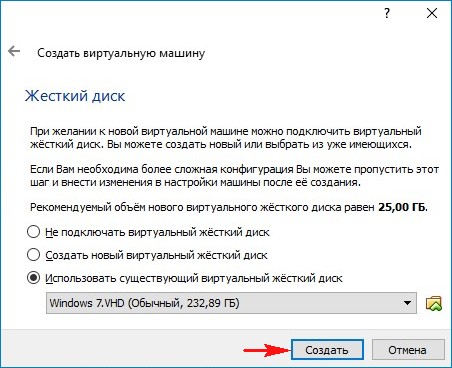 Создать виртуальную машину
Жесткий диск
При желании к новой виртуальной машине можно подключить виртуальный
жёсткий диск. Вы можете создать новый или выбрать из уже имеющихся.
Если Вам необходима более сложная конфигурация Вы можете пропустить этот
шаг и внести изменения в настройки машины после её создания.
Рекомендуемый объём нового виртуального жёсткого диска равен 25,00 ГБ.
Не подключать виртуальный жёсткий диск
Создать новый виртуальный жёсткий диск
Использовать существующий виртуальный жёсткий диск
Windows 7.VHD (Обычный, 232,89 ГБ)
Создать
Отмена